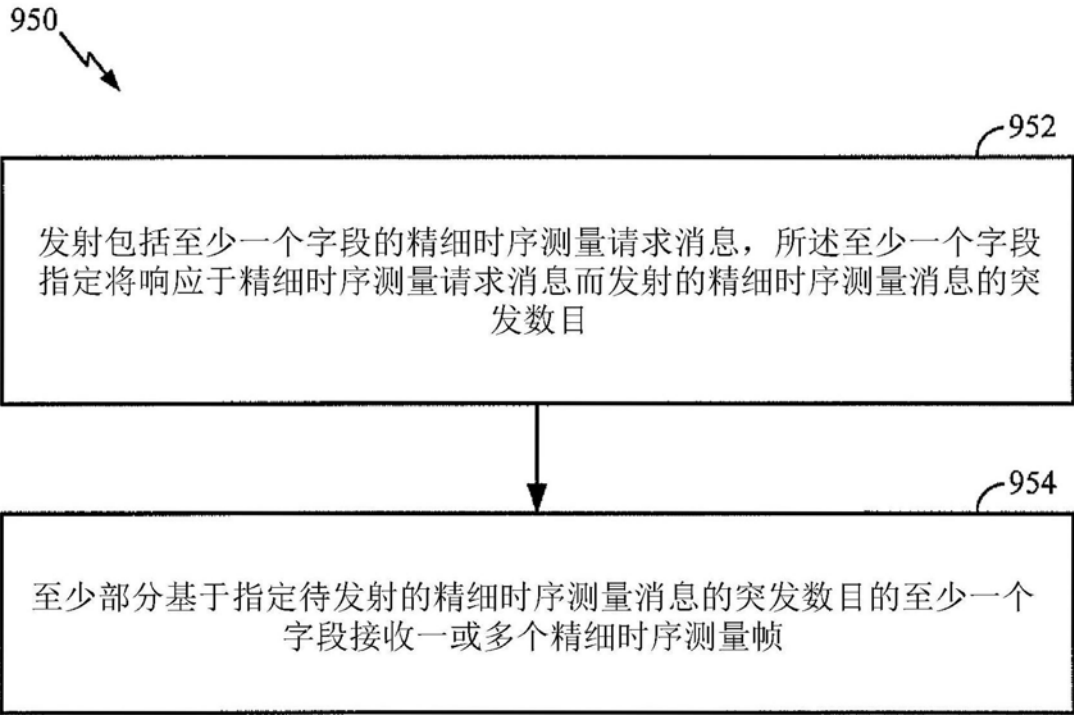 950
952
发射包括至少一个字段的精细时序测量请求消息，所述至少一个字段
指定将响应于精细时序测量请求消息而发射的精细时序测量消息的突
发数目
954
至少部分基于指定待发射的精细时序测量消息的突发数目的至少一个
字段接收一或多个精细时序测量帧